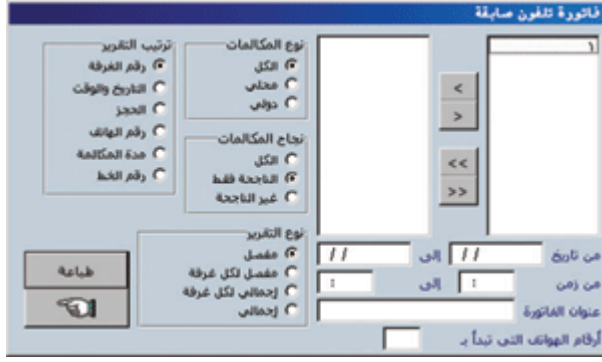 فاتورة تلفون سابقة
١
>
<
>>
<<
نوع المكالمات
الكل
محلي
دولي
نجاح المكالمات
الكل
الناجحة فقط
غير الناجحة
ترتيب التقرير
رقم الغرفة
التاريخ والوقت
الحجز
رقم الهاتف
مدة المكالمة
رقم الخط
نوع التقرير
مفصل
مفصل لكل غرفة
إجمالي لكل غرفة
إجمالي
من تاريخ / / إلى / /
من زمن : إلى :
عنوان الفاتورة
أرقام الهواتف التي تبدأ بـ
طباعة